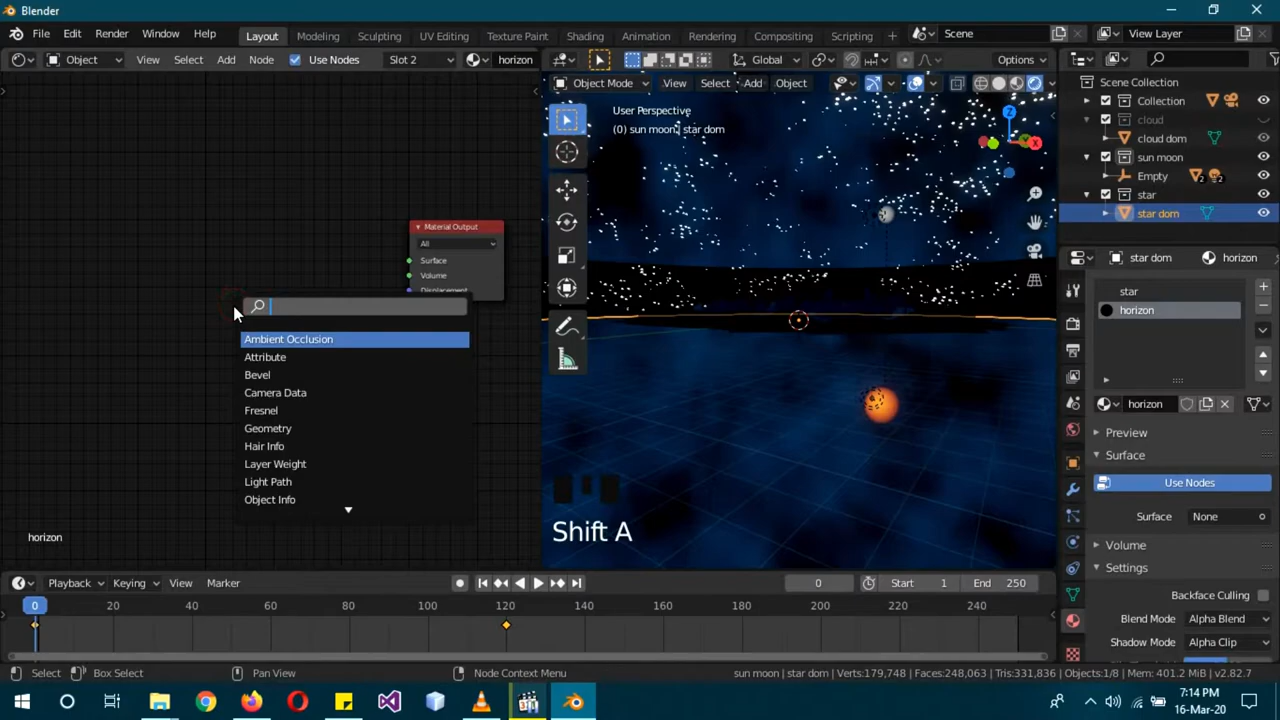 Blender
File Edit Render Window Help Layout Modeling Sculpting UV Editing Texture Paint Shading Animation Rendering Compositing Scripting Scene View Layer
Object View Select Add Node Use Nodes Slot 2 horizon Global Options
Object Mode View Select Add Object
User Perspective
(0) sun moon | star dom
Z
X
Scene Collection
Collection
cloud
cloud dom
sun moon
Empty
2 2
star
star dom
Material Output
All
Surface
Volume
Displacement
Ambient Occlusion
Attribute
Bevel
Camera Data
Fresnel
Geometry
Hair Info
Layer Weight
Light Path
Object Info
horizon
Shift A
star dom horizon
star
horizon
horizon
Preview
Surface
Use Nodes
Surface None
Volume
Settings
Backface Culling
Blend Mode Alpha Blend
Shadow Mode Alpha Clip
Playback Keying View Marker 0 Start 1 End 250
0 20 40 60 80 100 120 140 160 180 200 220 240
Select Box Select Pan View Node Context Menu sun moon | star dom | Verts:179,748 | Faces:248,063 | Tris:331,836 | Objects:1/8 | Mem: 401.2 MiB | v2.82.7
7:14 PM
16-Mar-20